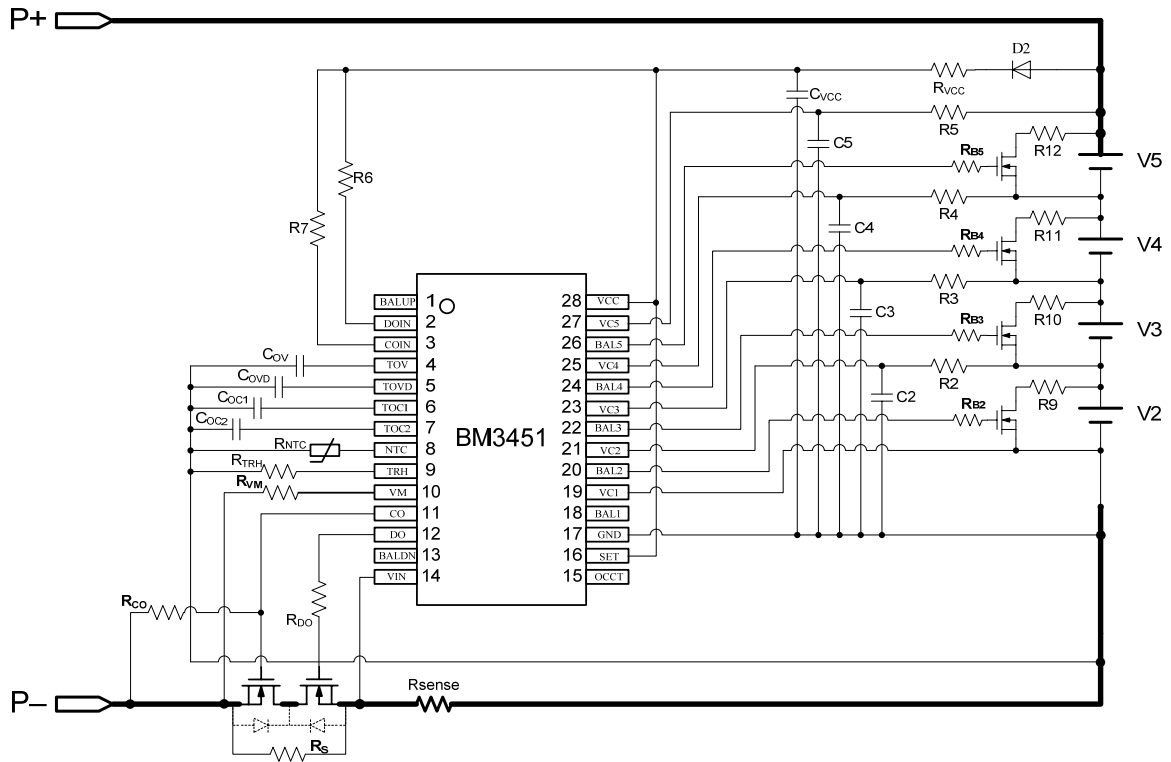 P+
D2
RVCC
CVCC
R5
C5
RB5
R12
V5
R6
R4
C4
R7
RB4
R11
V4
R3
C3
RB3
R10
V3
R2
C2
RB2
R9
V2
BM3451
BALUP 1
DOIN 2
COIN 3
TOV 4
TOVD 5
TOC1 6
TOC2 7
NTC 8
TRH 9
VM 10
CO 11
DO 12
BALDN 13
VIN 14
28 VCC
27 VC5
26 BAL5
25 VC4
24 BAL4
23 VC3
22 BAL3
21 VC2
20 BAL2
19 VC1
18 BAL1
17 GND
16 SET
15 OCCT
COV
COVD
COC1
COC2
RNTC
RTRH
RVM
RCO
RDO
P–
Rsense
RS